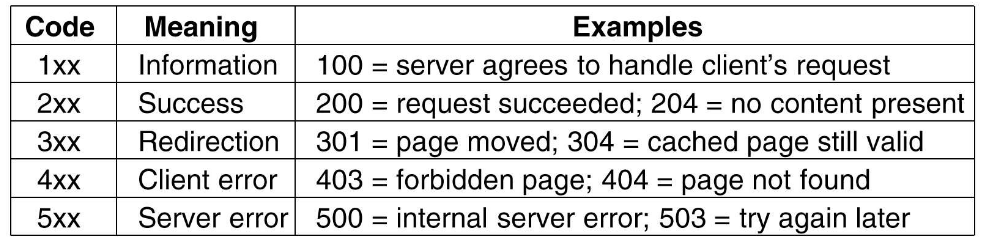 Code Meaning Examples
1xx Information 100 = server agrees to handle client's request
2xx Success 200 = request succeeded; 204 = no content present
3xx Redirection 301 = page moved; 304 = cached page still valid
4xx Client error 403 = forbidden page; 404 = page not found
5xx Server error 500 = internal server error; 503 = try again later